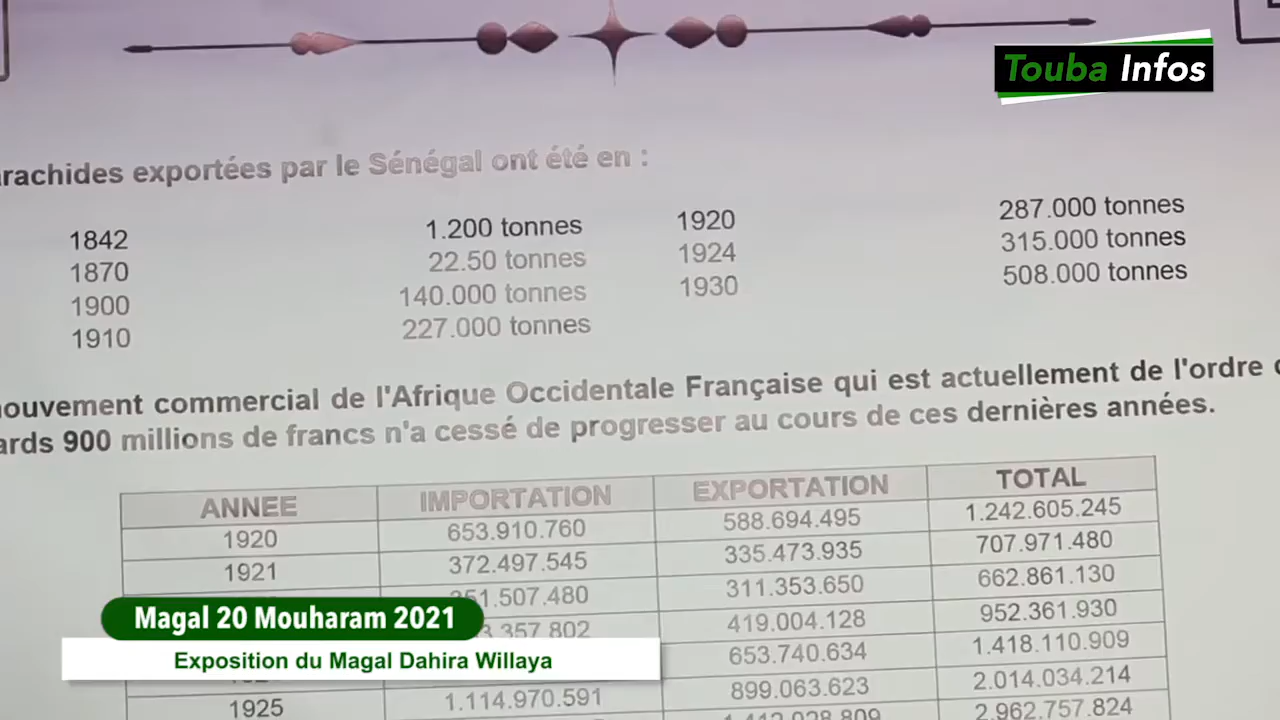 Touba Infos
exportées par le Sénégal ont été en :
1842 1.200 tonnes 1920 287.000 tonnes
1870 22.50 tonnes 1924 315.000 tonnes
1900 140.000 tonnes 1930 508.000 tonnes
1910 227.000 tonnes
commercial de l'Afrique Occidentale Française qui est actuellement de l'ordre
900 millions de francs n'a cessé de progresser au cours de ces dernières années.
ANNEE IMPORTATION EXPORTATION TOTAL
1920 653.910.760 588.694.495 1.242.605.245
1921 372.497.545 335.473.935 707.971.480
311.353.650 662.861.130
419.004.128 952.361.930
653.740.634 1.418.110.909
1925 1.114.970.591 899.063.623 2.014.034.214
2.962.757.824
Magal 20 Mouharam 2021
Exposition du Magal Dahira Willaya